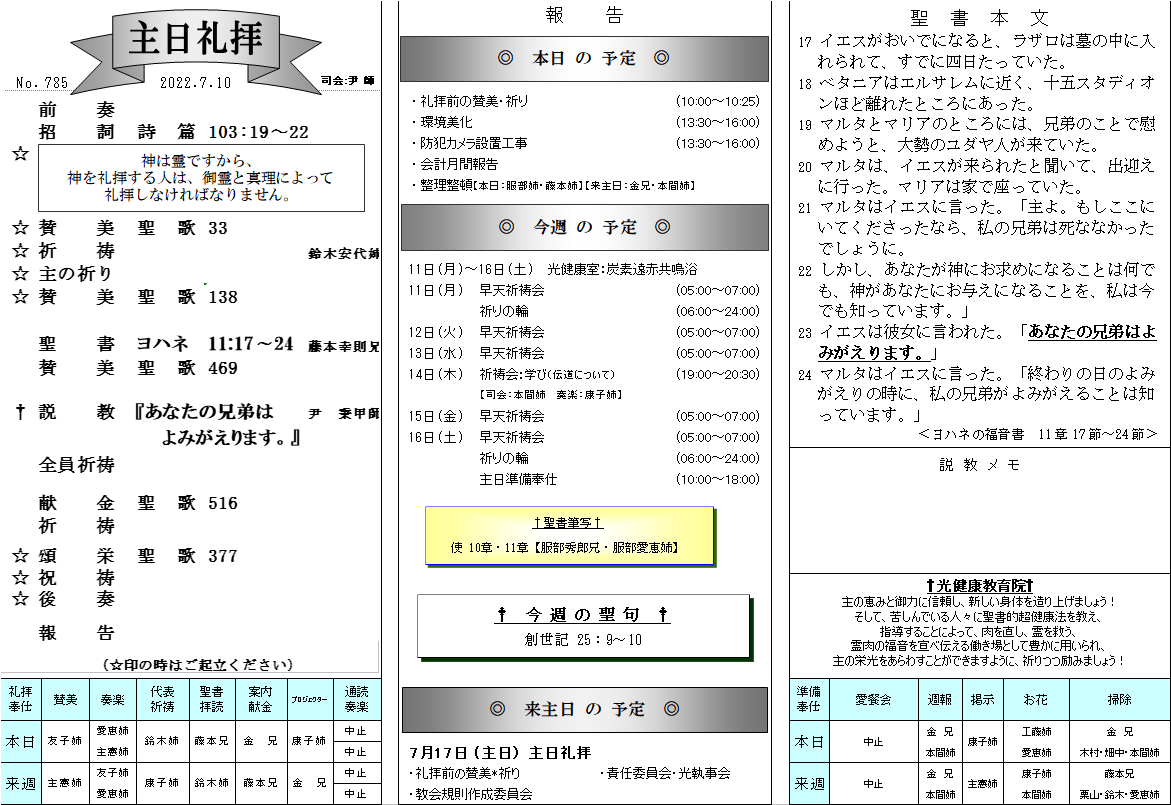 主日礼拝
No. 785 2022.7.10 司会:尹 師
前 奏
招 詞 詩 篇 103:19～22
☆ 神は霊ですから、
神を礼拝する人は、御霊と真理によって
礼拝しなければなりません。
☆ 賛 美 聖 歌 33
☆ 祈 祷 鈴木安代姉
☆ 主の祈り
☆ 賛 美 聖 歌 138
聖 書 ヨハネ 11:17～24 藤本幸則兄
賛 美 聖 歌 469
† 説 教 『あなたの兄弟は 尹 秉甲師
よみがえります。』
全員祈祷
献 金 聖 歌 516
祈 祷
☆ 頌 栄 聖 歌 377
☆ 祝 祷
☆ 後 奏
報 告
(☆印の時はご起立ください)
礼拝奉仕 賛美 奏楽 代表祈祷 聖書拝読 案内献金 プロジェクター 通読奏楽
本日 友子姉 愛恵姉 主憲姉 鈴木姉 藤本兄 金 兄 康子姉 中止 中止
来週 主憲姉 友子姉 愛恵姉 康子姉 鈴木姉 藤本兄 金 兄 中止 中止
報 告
◎ 本日 の 予定 ◎
・礼拝前の賛美・祈り (10:00～10:25)
・環境美化 (13:30～16:00)
・防犯カメラ設置工事 (13:30～16:00)
・会計月間報告
・整理整頓【本日:服部姉・藤本姉】【来主日:金兄・本間姉】
◎ 今週 の 予定 ◎
11日(月)～16日(土) 光健康室:炭素遠赤共鳴浴
11日(月) 早天祈祷会 (05:00～07:00)
祈りの輪 (06:00～24:00)
12日(火) 早天祈祷会 (05:00～07:00)
13日(水) 早天祈祷会 (05:00～07:00)
14日(木) 祈祷会:学び(伝道について) (19:00～20:30)
【司会:本間姉 奏楽:康子姉】
15日(金) 早天祈祷会 (05:00～07:00)
16日(土) 早天祈祷会 (05:00～07:00)
祈りの輪 (06:00～24:00)
主日準備奉仕 (10:00～18:00)
†聖書筆写†
使 10章・11章【服部秀郎兄・服部愛恵姉】
† 今 週 の 聖 句 †
創世記 25:9～10
◎ 来主日 の 予定 ◎
7月17日(主日) 主日礼拝
・礼拝前の賛美*祈り ・責任委員会・光執事会
・教会規則作成委員会
聖 書 本 文
17 イエスがおいでになると、ラザロは墓の中に入
れられて、すでに四日たっていた。
18 ベタニアはエルサレムに近く、十五スタディオ
ンほど離れたところにあった。
19 マルタとマリアのところには、兄弟のことで慰
めようと、大勢のユダヤ人が来ていた。
20 マルタは、イエスが来られたと聞いて、出迎え
に行った。マリアは家で座っていた。
21 マルタはイエスに言った。「主よ。もしここに
いてくださったなら、私の兄弟は死ななかった
でしょうに。
22 しかし、あなたが神にお求めになることは何で
も、神があなたにお与えになることを、私は今
でも知っています。」
23 イエスは彼女に言われた。「あなたの兄弟はよ
みがえります。」
24 マルタはイエスに言った。「終わりの日のよみ
がえりの時に、私の兄弟がよみがえることは知
っています。」
＜ヨハネの福音書 11章17節～24節＞
説 教 メ モ
†光健康教育院†
主の恵みと御力に信頼し、新しい身体を造り上げましょう！
そして、苦しんでいる人々に聖書的超健康法を教え、
指導することによって、肉を直し、霊を救う、
霊肉の福音を宣べ伝える働き場として豊かに用いられ、
主の栄光をあらわすことができますように、祈りつつ励みましょう！
準備奉仕 愛餐会 週報 掲示 お花 掃除
本日 中止 金 兄 本間姉 康子姉 工藤姉 愛恵姉 金 兄 木村・畑中・本間姉
来週 中止 金 兄 本間姉 主憲姉 康子姉 本間姉 藤本兄 栗山・鈴木・愛恵姉